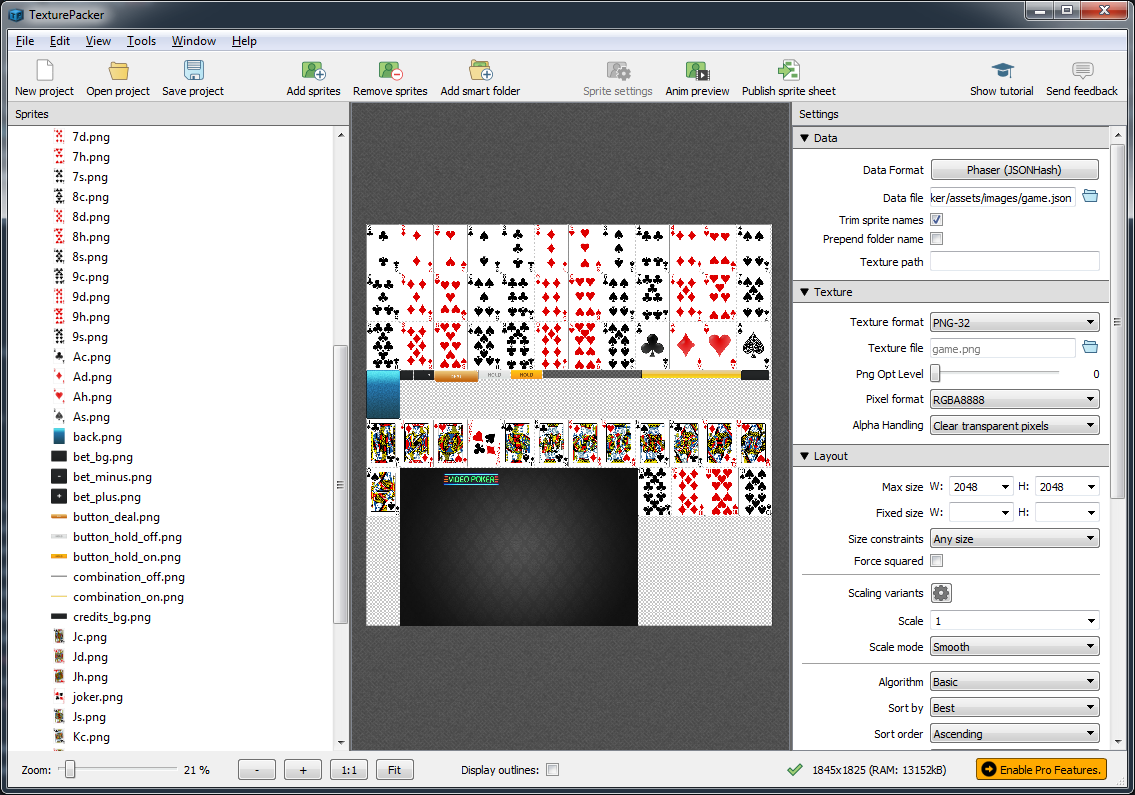 TexturePacker
File Edit View Tools Window Help
New project Open project Save project Add sprites Remove sprites Add smart folder Sprite settings Anim preview Publish sprite sheet Show tutorial Send feedback
Sprites
7d.png
7h.png
7s.png
8c.png
8d.png
8h.png
8s.png
9c.png
9d.png
9h.png
9s.png
Ac.png
Ad.png
Ah.png
As.png
back.png
bet_bg.png
bet_minus.png
bet_plus.png
button_deal.png
button_hold_off.png
button_hold_on.png
combination_off.png
combination_on.png
credits_bg.png
Jc.png
Jd.png
Jh.png
joker.png
Js.png
Kc.png
HOLD
HOLD
VIDEO POKER
Settings
Data
Data Format Phaser (JSONHash)
Data file ker/assets/images/game.json
Trim sprite names
Prepend folder name
Texture path
Texture
Texture format PNG-32
Texture file game.png
Png Opt Level 0
Pixel format RGBA8888
Alpha Handling Clear transparent pixels
Layout
Max size W: 2048 H: 2048
Fixed size W: H:
Size constraints Any size
Force squared
Scaling variants
Scale 1
Scale mode Smooth
Algorithm Basic
Sort by Best
Sort order Ascending
Zoom: 21 % - + 1:1 Fit Display outlines: 1845x1825 (RAM: 13152kB) Enable Pro Features.